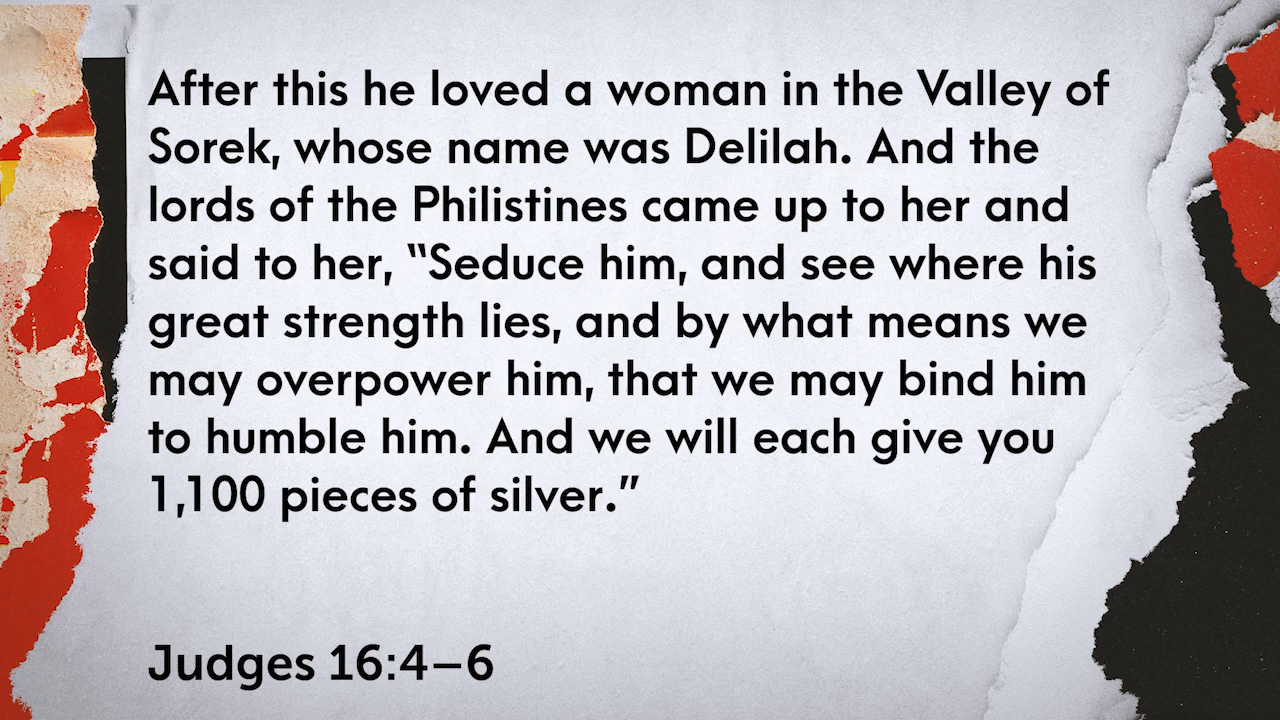 After this he loved a woman in the Valley of
Sorek, whose name was Delilah. And the
lords of the Philistines came up to her and
said to her, “Seduce him, and see where his
great strength lies, and by what means we
may overpower him, that we may bind him
to humble him. And we will each give you
1,100 pieces of silver.”
Judges 16:4–6